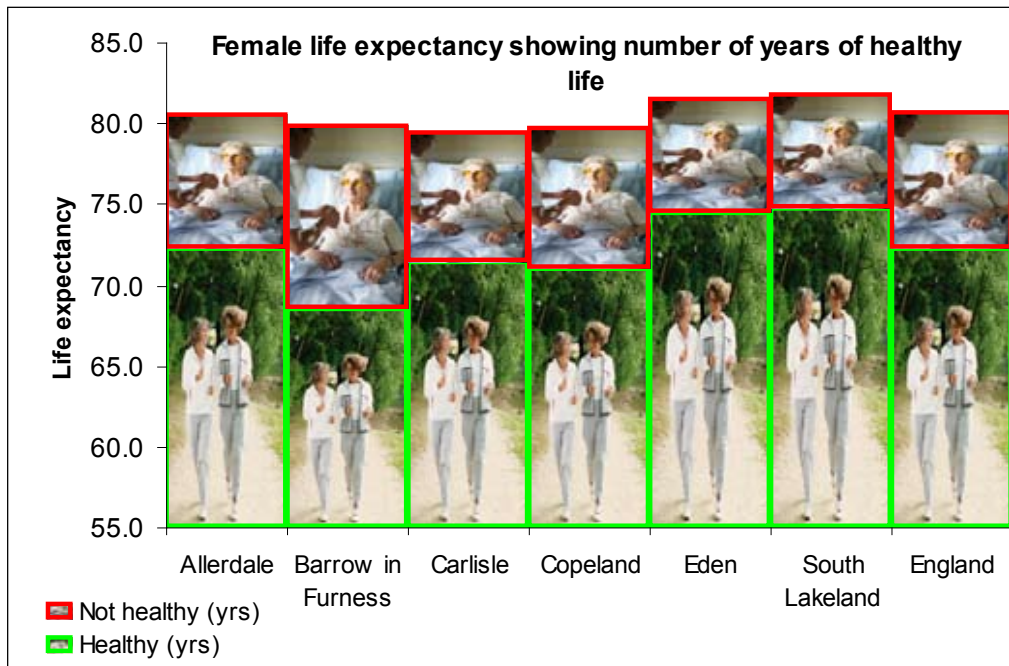 Female life expectancy showing number of years of healthy
life
Life expectancy
85.0
80.0
75.0
70.0
65.0
60.0
55.0
Allerdale
Barrow in
Furness
Carlisle
Copeland
Eden
South
Lakeland
England
Not healthy (yrs)
Healthy (yrs)